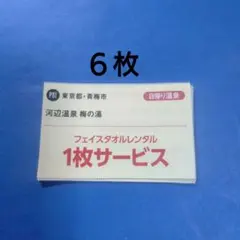 ６枚
東京都・青梅市
日帰り温泉
河辺温泉 梅の湯
フェイスタオルレンタル
1枚サービス